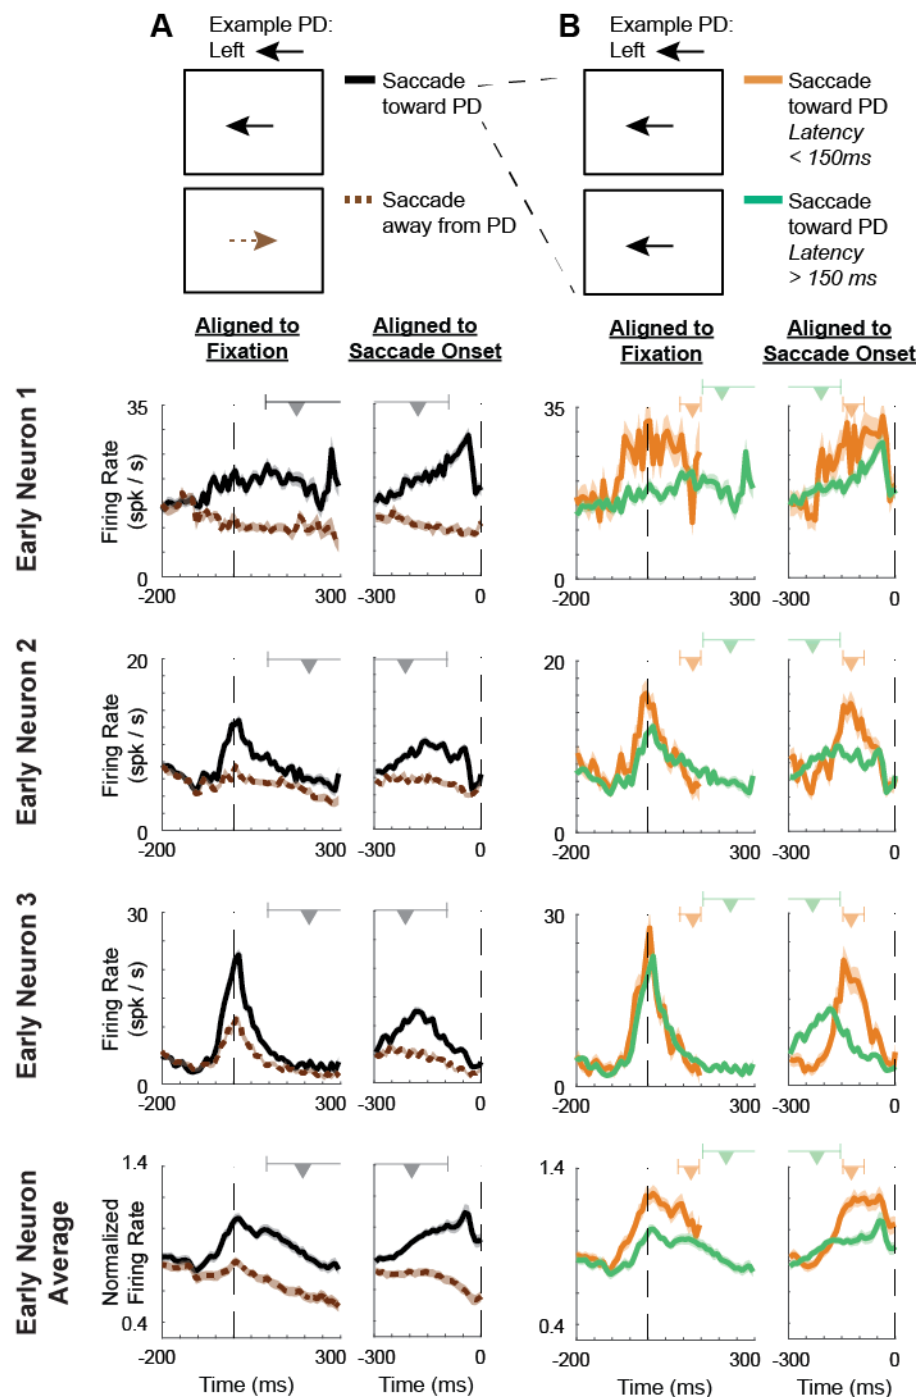 A
Example PD:
Left
Saccade
toward PD
Saccade
away from PD
B
Example PD:
Left
Saccade
toward PD
Latency
< 150ms
Saccade
toward PD
Latency
> 150 ms
Aligned to
Fixation
Aligned to
Saccade Onset
Aligned to
Fixation
Aligned to
Saccade Onset
Early Neuron 1
Firing Rate
(spk / s)
35
0
-200
300
-300
0
35
0
-200
300
-300
0
Early Neuron 2
Firing Rate
(spk / s)
20
0
-200
300
-300
0
20
0
-200
300
-300
0
Early Neuron 3
Firing Rate
(spk / s)
30
0
-200
300
-300
0
30
0
-200
300
-300
0
Early Neuron
Average
Normalized
Firing Rate
1.4
0.4
-200
300
Time (ms)
-300
0
Time (ms)
1.4
0.4
-200
300
Time (ms)
-300
0
Time (ms)